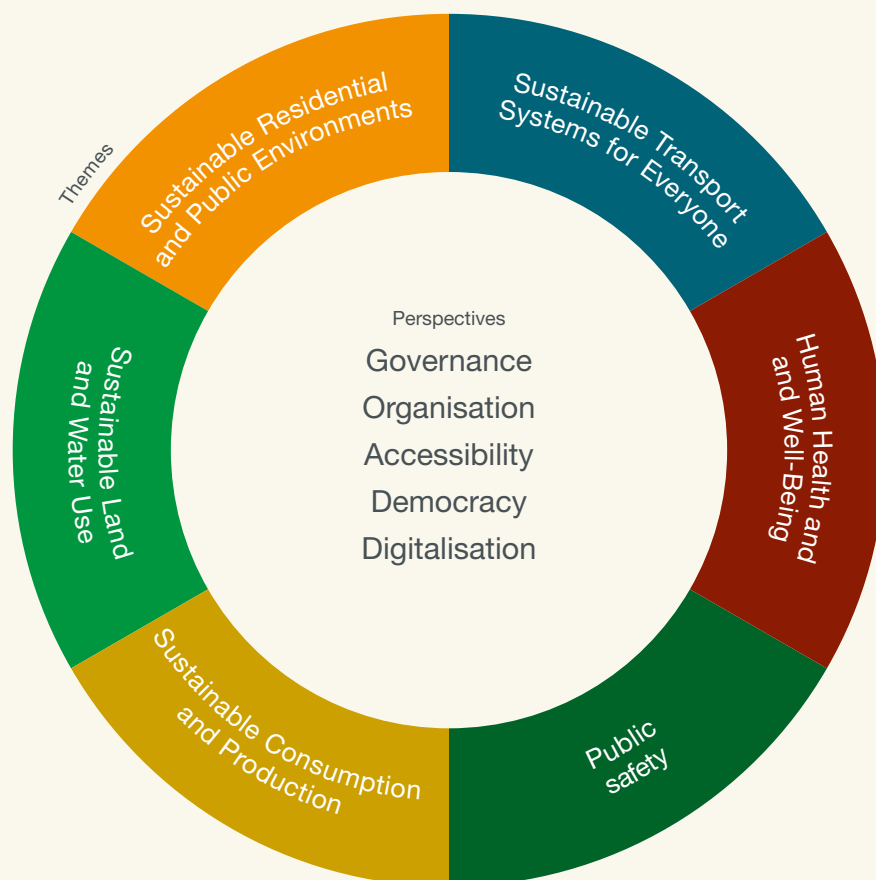 Themes
Sustainable Residential
and Public Environments
Sustainable Transport
Systems for Everyone
Human Health and
and Well-Being
Public
safety
Sustainable Consumption
and Production
Sustainable Land
and Water Use
Perspectives
Governance
Organisation
Accessibility
Democracy
Digitalisation